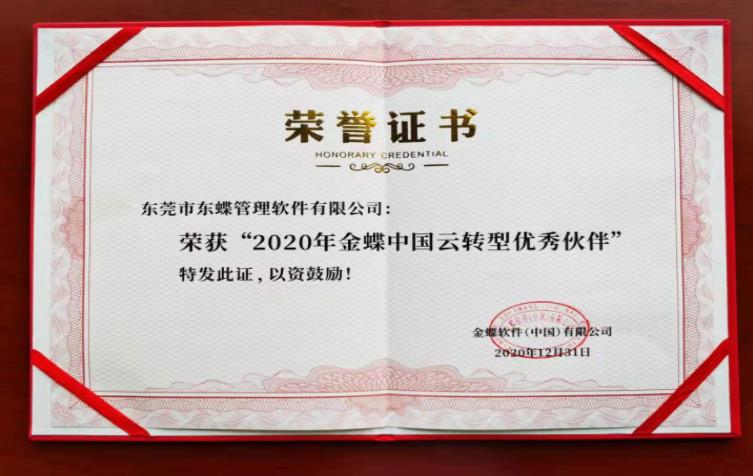 荣誉证书
HONORARY CREDENTIAL
东莞市东蝶管理软件有限公司：
荣获“2020年金蝶中国云转型优秀伙伴”
特发此证，以资鼓励！
金蝶软件（中国）有限公司
2020年12月31日